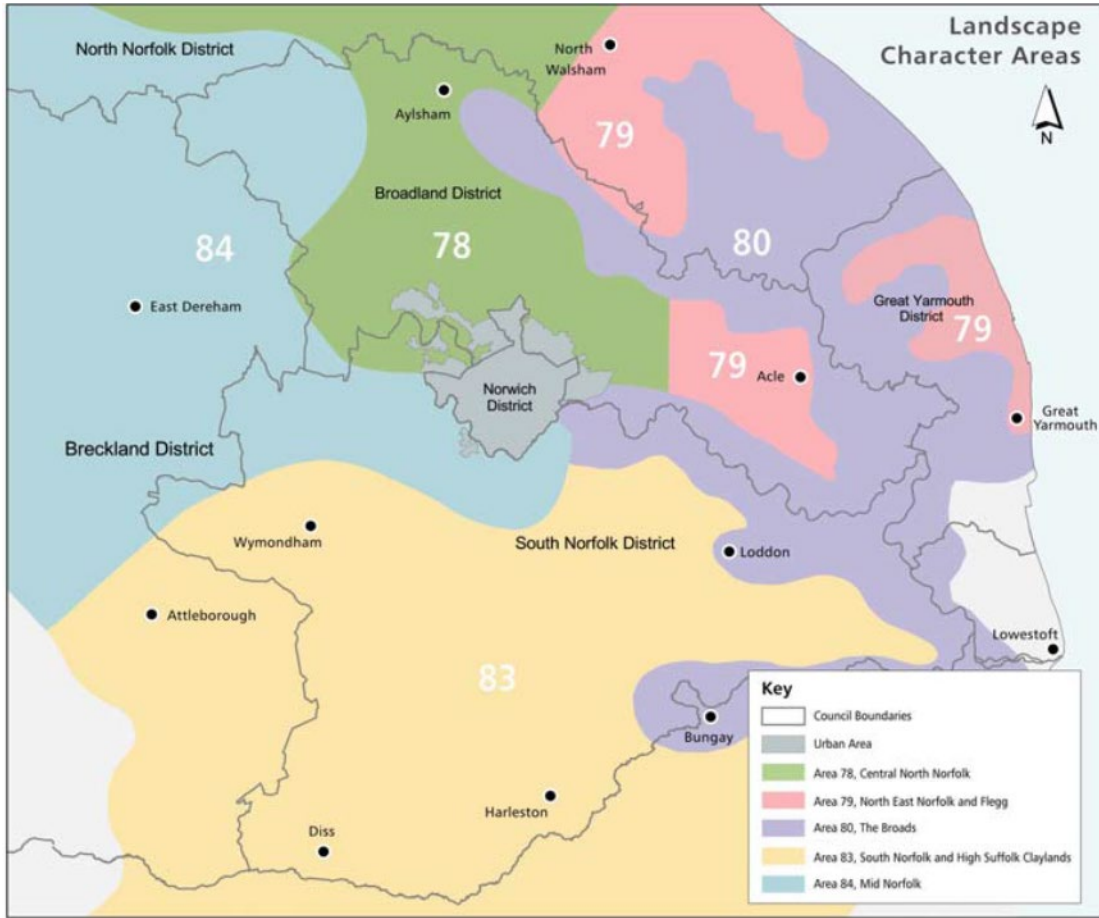 Landscape
Character Areas
N
North Norfolk District
North
Walsham
Aylsham
79
Broadland District
84
78
80
East Dereham
Great Yarmouth
District
79
79
Acle
Norwich
District
Great
Yarmouth
Breckland District
Wymondham
South Norfolk District
Loddon
Attleborough
Lowestoft
83
Bungay
Harleston
Diss
Key
Council Boundaries
Urban Area
Area 78, Central North Norfolk
Area 79, North East Norfolk and Flegg
Area 80, The Broads
Area 83, South Norfolk and High Suffolk Claylands
Area 84, Mid Norfolk